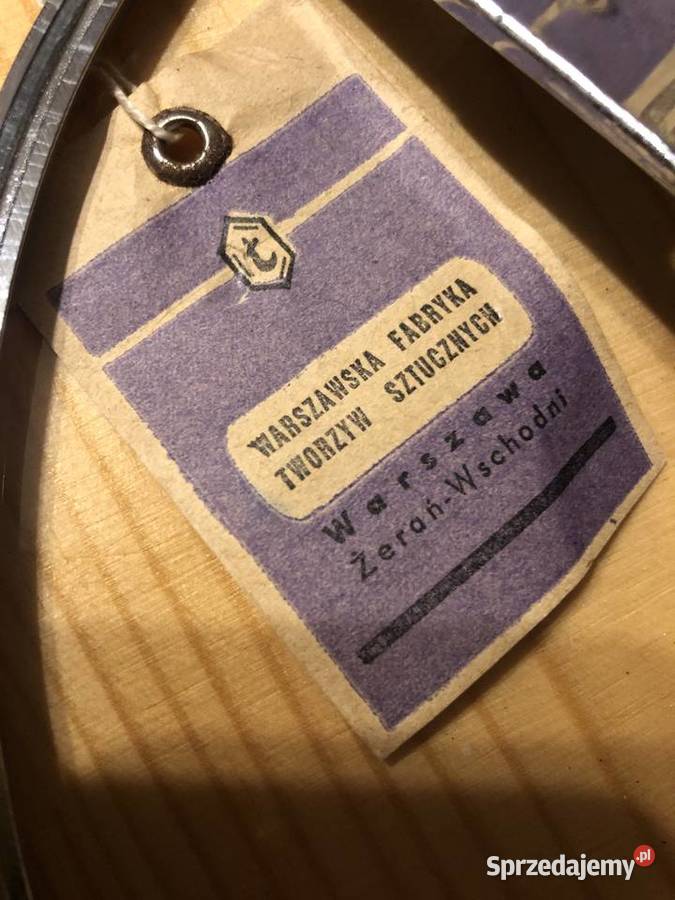 WARSZAWSKA FABRYKA
TWORZYW SZTUCZNYCH
Warszawa
Żerań-Wschodni
Sprzedajemy.pl